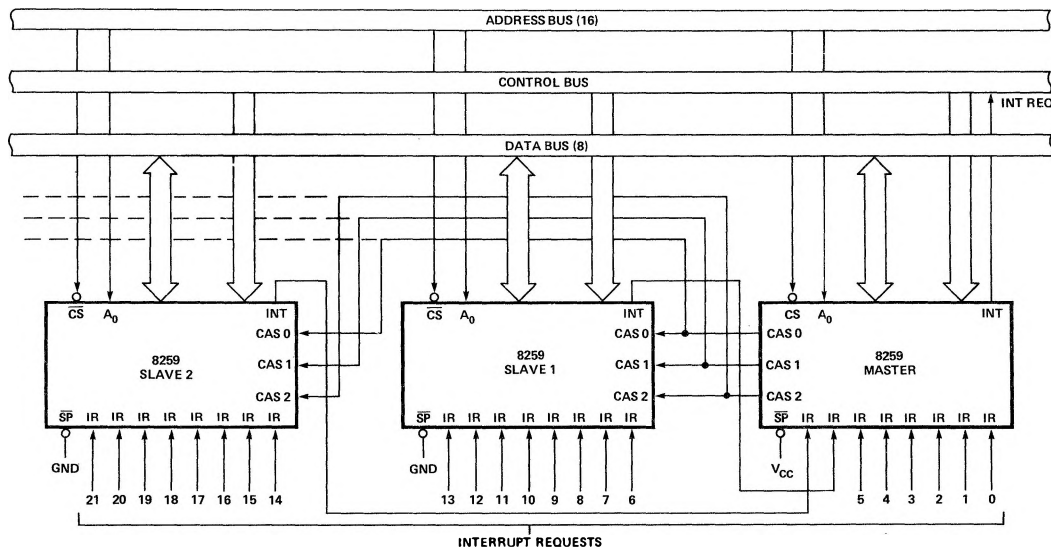 ADDRESS BUS (16)
CONTROL BUS
INT REQ
DATA BUS (8)
CS A0 INT
CAS 0
8259
SLAVE 2
CAS 1
CAS 2
SP IR IR IR IR IR IR IR IR
GND
21 20 19 18 17 16 15 14
CS A0 INT
CAS 0
8259
SLAVE 1
CAS 1
CAS 2
SP IR IR IR IR IR IR IR IR
GND
13 12 11 10 9 8 7 6
CS A0 INT
CAS 0
8259
MASTER
CAS 1
CAS 2
SP IR IR IR IR IR IR IR IR
VCC
5 4 3 2 1 0
INTERRUPT REQUESTS